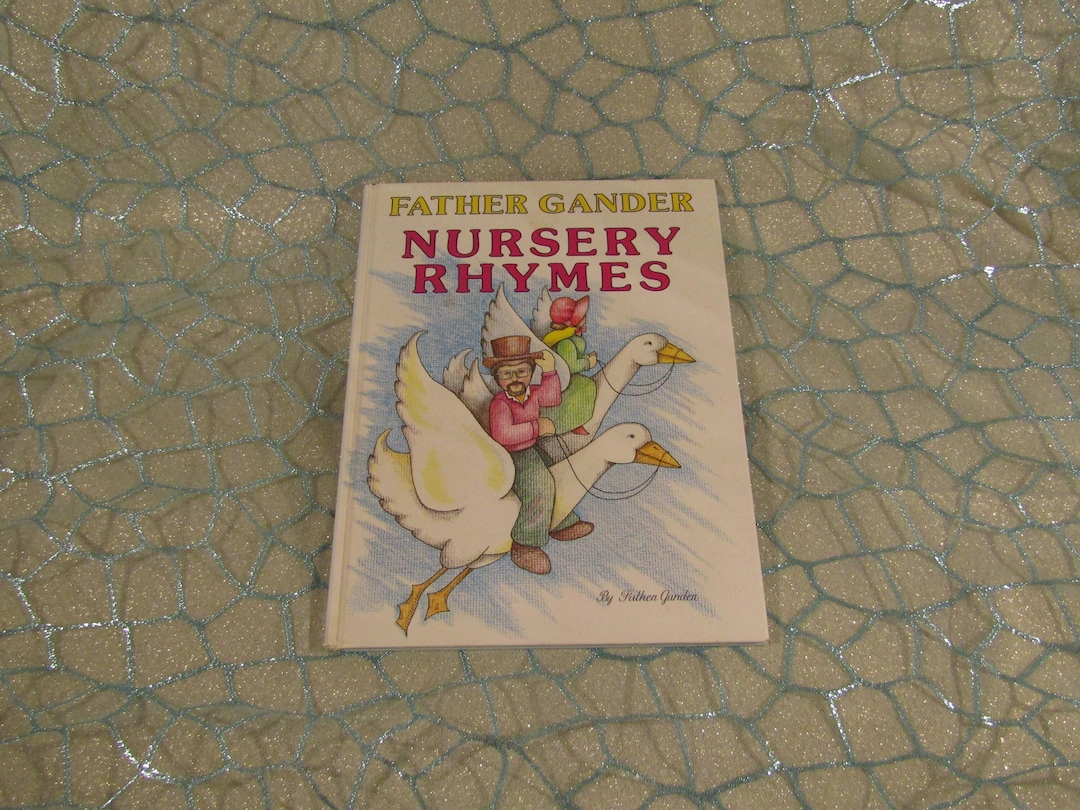 FATHER GANDER
NURSERY
RHYMES
By Father Gander